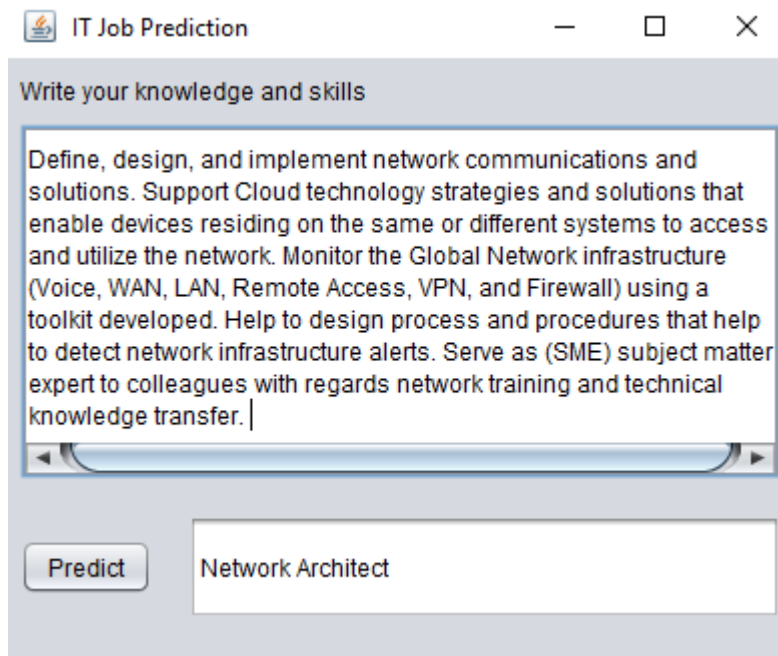 IT Job Prediction
Write your knowledge and skills
Define, design, and implement network communications and
solutions. Support Cloud technology strategies and solutions that
enable devices residing on the same or different systems to access
and utilize the network. Monitor the Global Network infrastructure
(Voice, WAN, LAN, Remote Access, VPN, and Firewall) using a
toolkit developed. Help to design process and procedures that help
to detect network infrastructure alerts. Serve as (SME) subject matter
expert to colleagues with regards network training and technical
knowledge transfer.
Predict
Network Architect